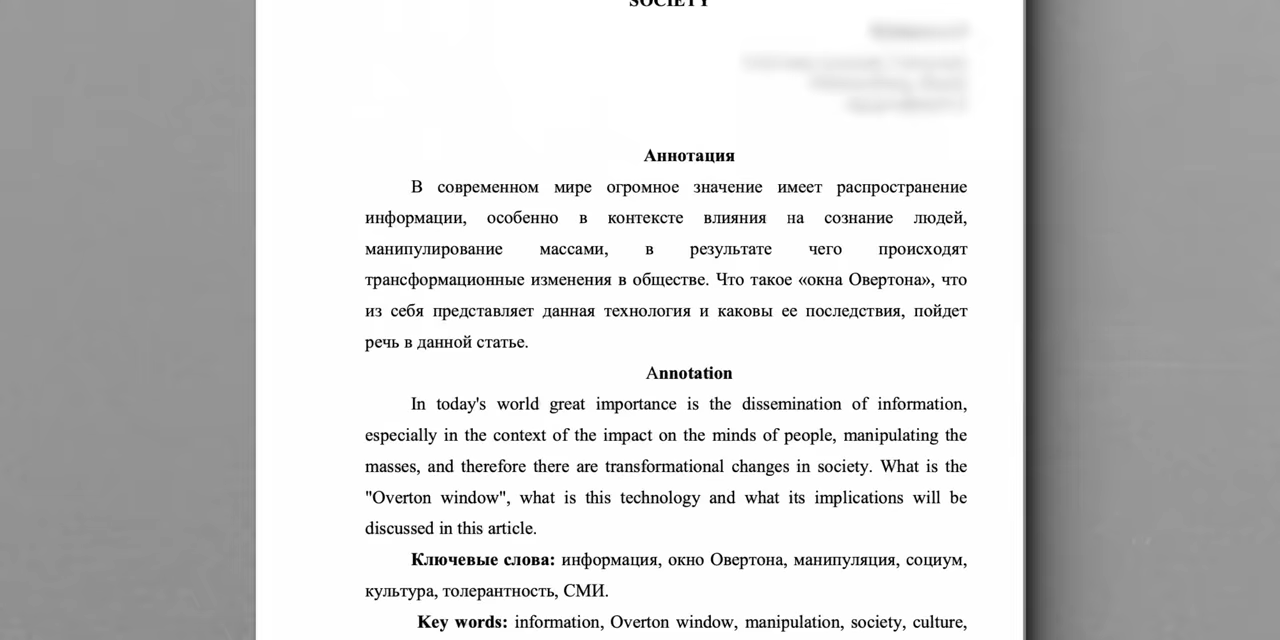 SOCIETY
Аннотация
В современном мире огромное значение имеет распространение
информации, особенно в контексте влияния на сознание людей,
манипулирование массами, в результате чего происходят
трансформационные изменения в обществе. Что такое «окна Овертона», что
из себя представляет данная технология и каковы ее последствия, пойдет
речь в данной статье.
Annotation
In today's world great importance is the dissemination of information,
especially in the context of the impact on the minds of people, manipulating the
masses, and therefore there are transformational changes in society. What is the
"Overton window", what is this technology and what its implications will be
discussed in this article.
Ключевые слова: информация, окно Овертона, манипуляция, социум,
культура, толерантность, СМИ.
Key words: information, Overton window, manipulation, society, culture,